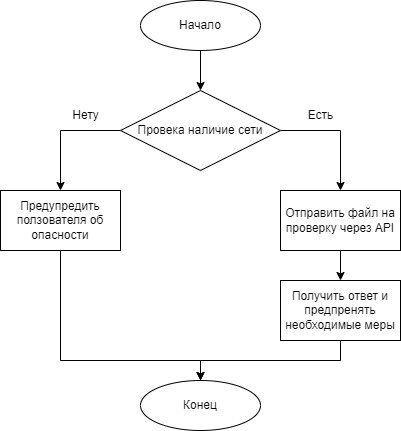 Начало
Нету
Есть
Провека наличие сети
Предупредить
ползователя об
опасности
Отправить файл на
проверку через API
Получить ответ и
предпренять
необходимые меры
Конец